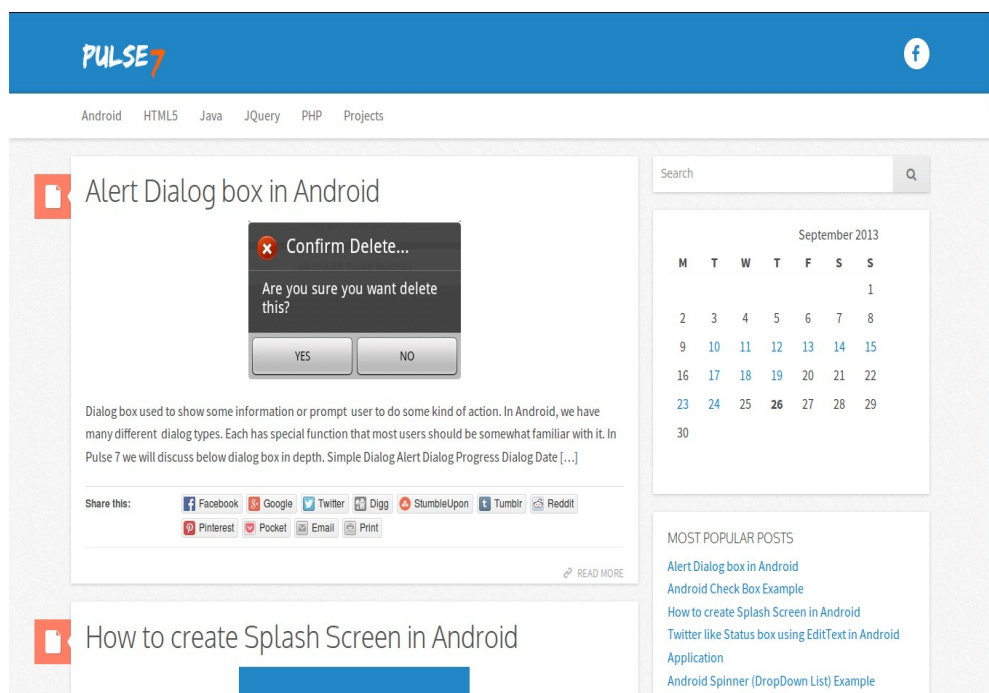 PULSE7
Android HTML5 Java JQuery PHP Projects
Alert Dialog box in Android
Confirm Delete...
Are you sure you want delete
this?
YES NO
Dialog box used to show some information or prompt user to do some kind of action. In Android, we have
many different dialog types. Each has special function that most users should be somewhat familiar with it. In
Pulse 7 we will discuss below dialog box in depth. Simple Dialog Alert Dialog Progress Dialog Date […]
Share this:
Facebook Google Twitter Digg StumbleUpon Tumblr Reddit
Pinterest Pocket Email Print
READ MORE
How to create Splash Screen in Android
Search
September 2013
M T W T F S S
1
2 3 4 5 6 7 8
9 10 11 12 13 14 15
16 17 18 19 20 21 22
23 24 25 26 27 28 29
30
MOST POPULAR POSTS
Alert Dialog box in Android
Android Check Box Example
How to create Splash Screen in Android
Twitter like Status box using EditText in Android
Application
Android Spinner (DropDown List) Example